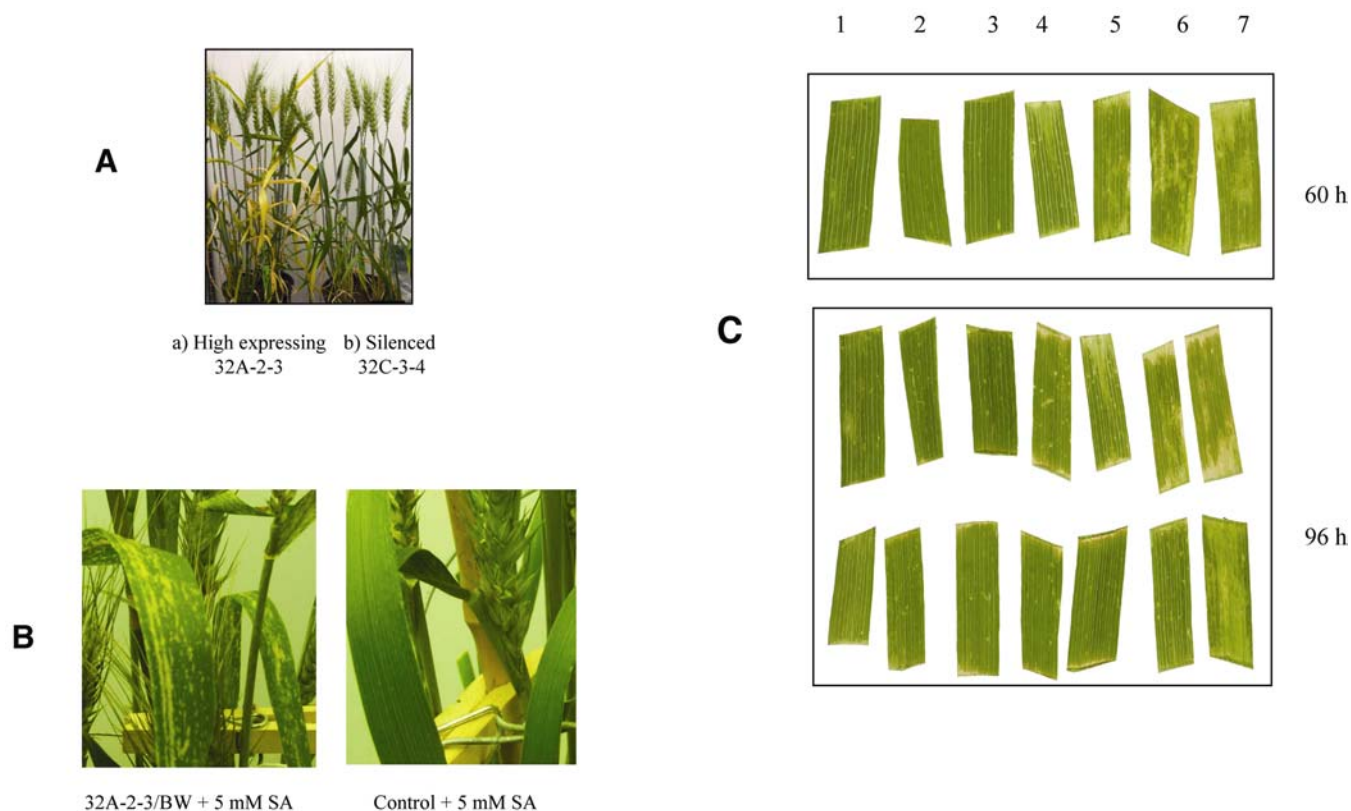 A
a) High expressing
32A-2-3
b) Silenced
32C-3-4
B
32A-2-3/BW + 5 mM SA
Control + 5 mM SA
C
1 2 3 4 5 6 7
60 h
96 h